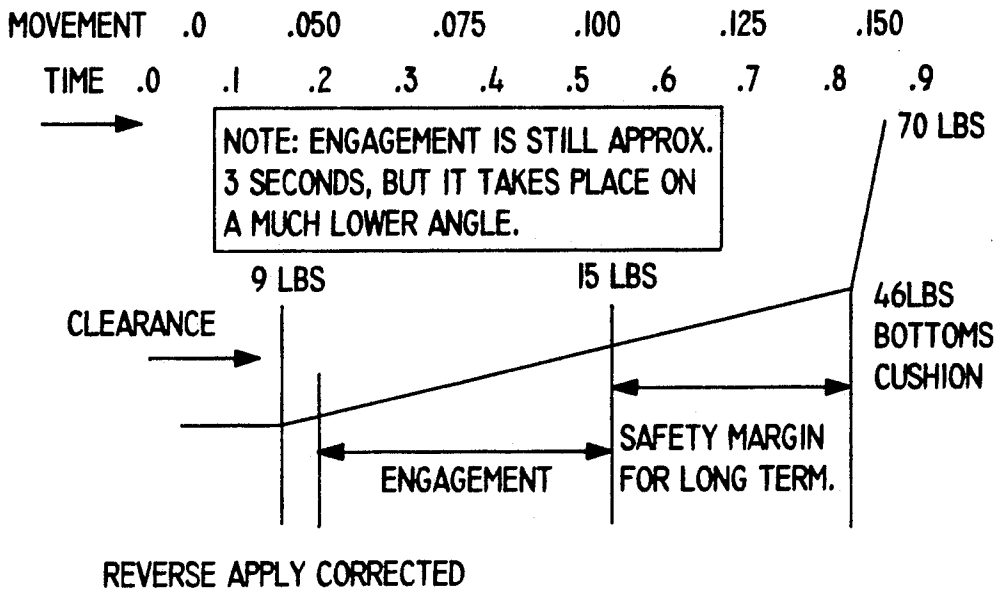 MOVEMENT .0 .050 .075 .100 .125 .150
TIME .0 .1 .2 .3 .4 .5 .6 .7 .8 .9
70 LBS
NOTE: ENGAGEMENT IS STILL APPROX.
3 SECONDS, BUT IT TAKES PLACE ON
A MUCH LOWER ANGLE.
9 LBS 15 LBS
CLEARANCE
46LBS
BOTTOMS
CUSHION
ENGAGEMENT
SAFETY MARGIN
FOR LONG TERM.
REVERSE APPLY CORRECTED